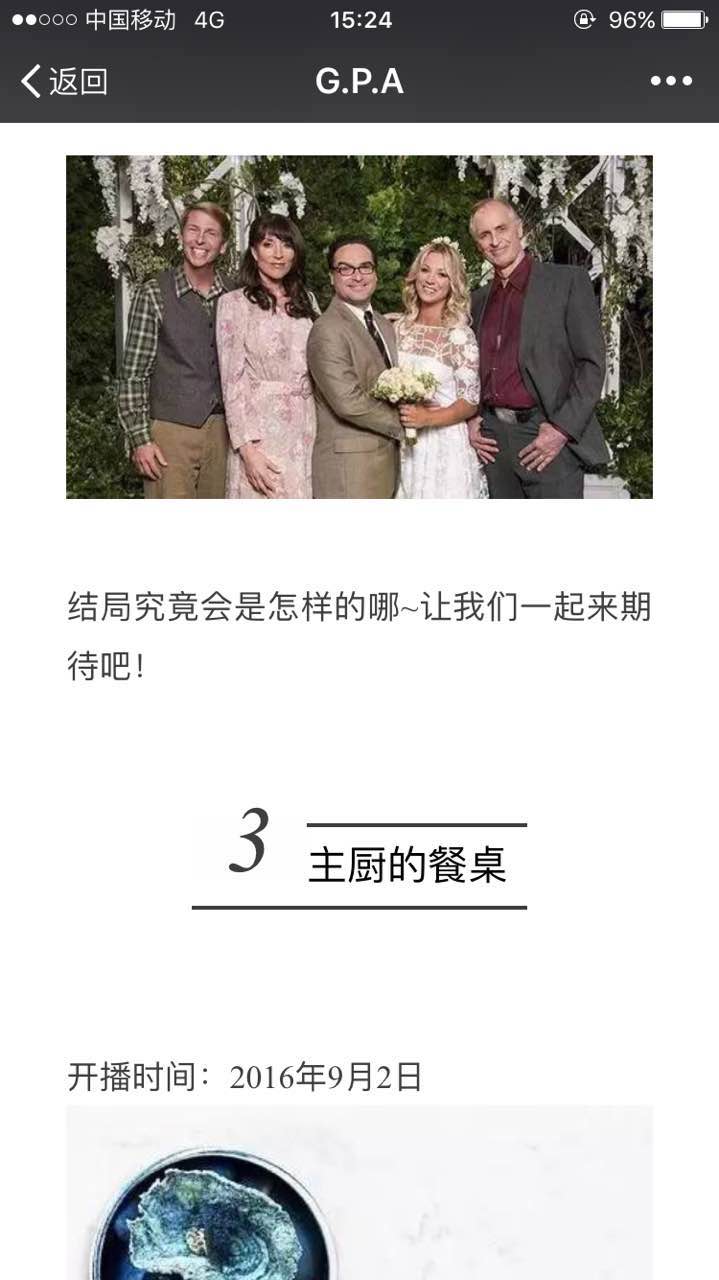 中国移动 4G 15:24 96%
返回 G.P.A
结局究竟会是怎样的哪~让我们一起来期
待吧!
3 主厨的餐桌
开播时间：2016年9月2日